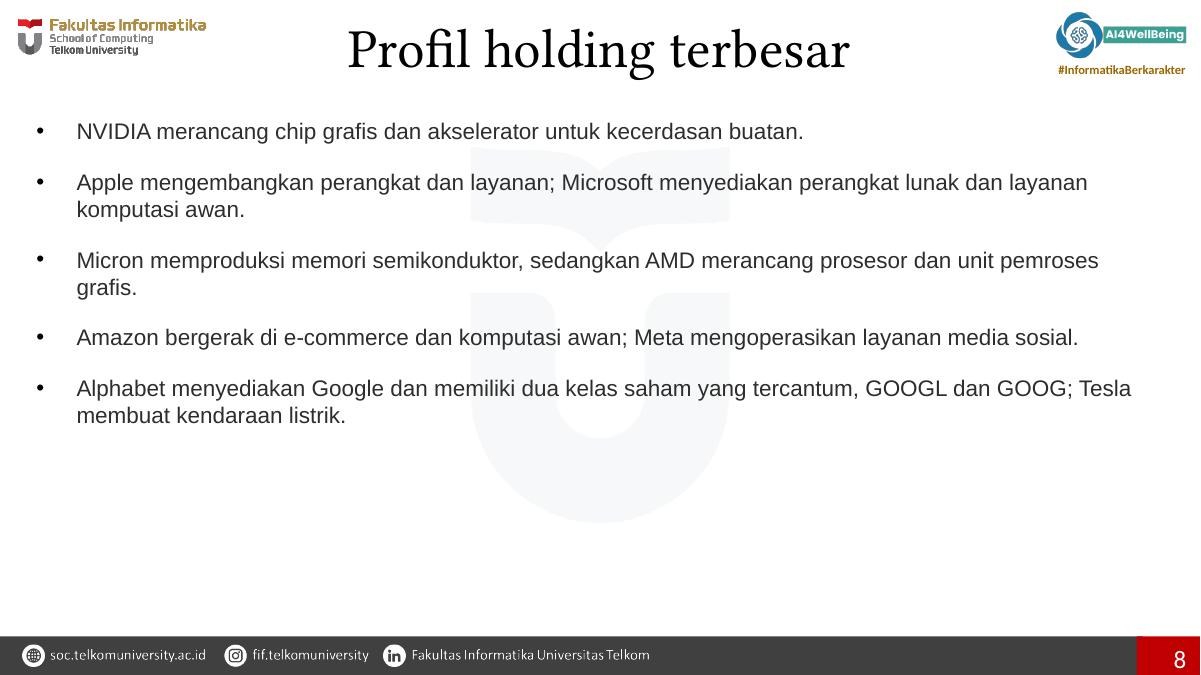 Fakultas Informatika
School of Computing
Telkom University
Profil holding terbesar
AI4WellBeing
#InformatikaBerkarakter
• NVIDIA merancang chip grafis dan akselerator untuk kecerdasan buatan.
• Apple mengembangkan perangkat dan layanan; Microsoft menyediakan perangkat lunak dan layanan
komputasi awan.
• Micron memproduksi memori semikonduktor, sedangkan AMD merancang prosesor dan unit pemroses
grafis.
• Amazon bergerak di e-commerce dan komputasi awan; Meta mengoperasikan layanan media sosial.
• Alphabet menyediakan Google dan memiliki dua kelas saham yang tercantum, GOOGL dan GOOG; Tesla
membuat kendaraan listrik.
soc.telkomuniversity.ac.id fif.telkomuniversity Fakultas Informatika Universitas Telkom
8